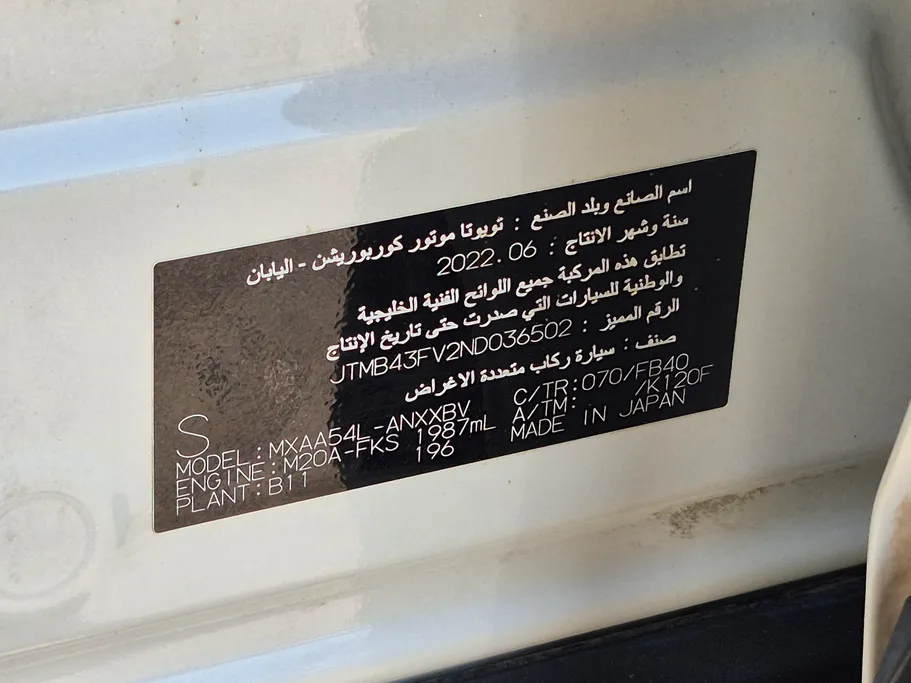 اسم الصانع وبلد الصنع : تويوتا موتور كوربوريشن - اليابان
سنة وشهر الانتاج : 2022.06
تطابق هذه المركبة جميع اللوائح الفنية الخليجية
والوطنية للسيارات التي صدرت حتى تاريخ الإنتاج
الرقم المميز : JTMB43FV2ND036502
صنف : سيارة ركاب متعددة الاغراض
S
MODEL:MXAA54L-ANXXBV C/TR:070/FB40
ENGINE:M20A-FKS 1987mL A/TM: /K120F
PLANT:B11 196 MADE IN JAPAN